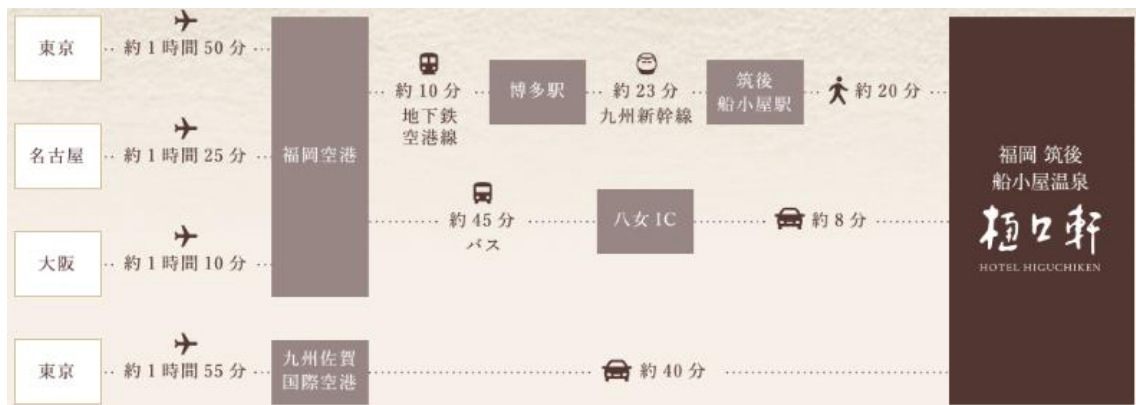 東京
約1時間50分
名古屋
約1時間25分
大阪
約1時間10分
福岡空港
約10分
地下鉄
空港線
博多駅
約23分
九州新幹線
筑後
船小屋駅
約20分
約45分
バス
八女IC
約8分
東京
約1時間55分
九州佐賀
国際空港
約40分
福岡 筑後
船小屋温泉
樋口軒
HOTEL HIGUCHIKEN